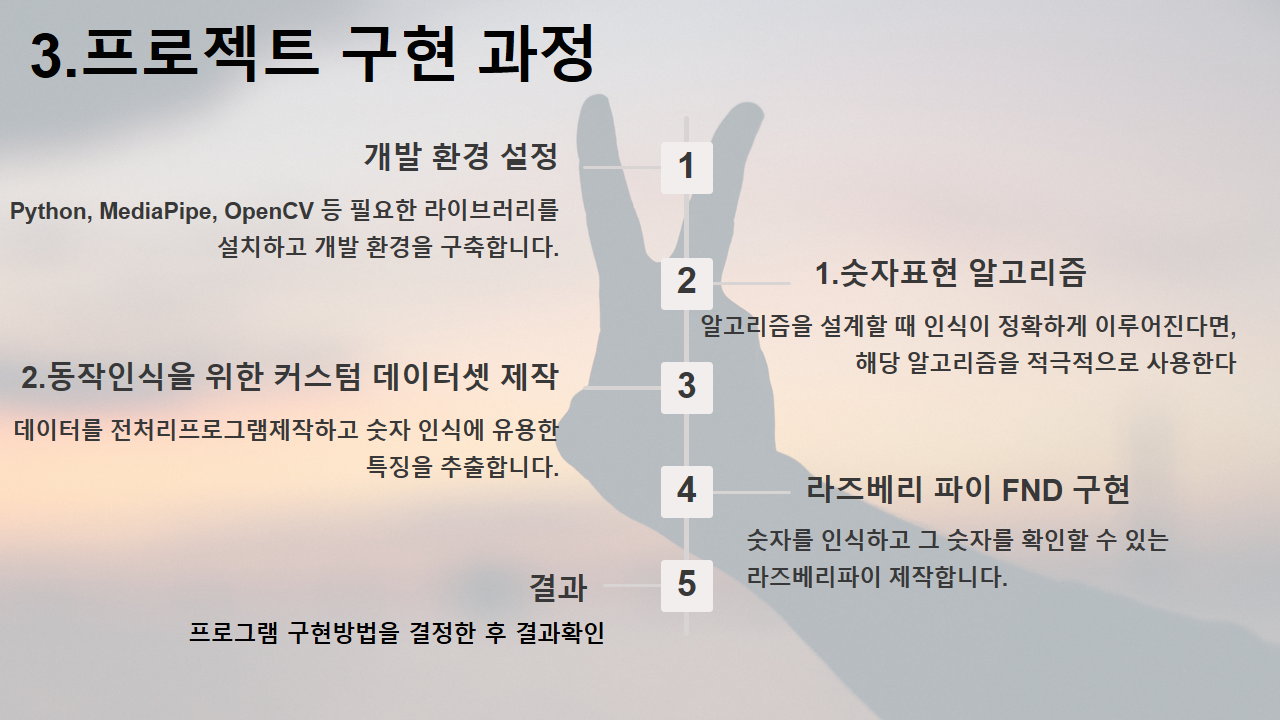 3.프로젝트 구현 과정
개발 환경 설정
1
Python, MediaPipe, OpenCV 등 필요한 라이브러리를
설치하고 개발 환경을 구축합니다.
2
1.숫자표현 알고리즘
알고리즘을 설계할 때 인식이 정확하게 이루어진다면,
해당 알고리즘을 적극적으로 사용한다
2.동작인식을 위한 커스텀 데이터셋 제작
3
데이터를 전처리프로그램제작하고 숫자 인식에 유용한
특징을 추출합니다.
4
라즈베리 파이 FND 구현
숫자를 인식하고 그 숫자를 확인할 수 있는
라즈베리파이 제작합니다.
결과
5
프로그램 구현방법을 결정한 후 결과확인